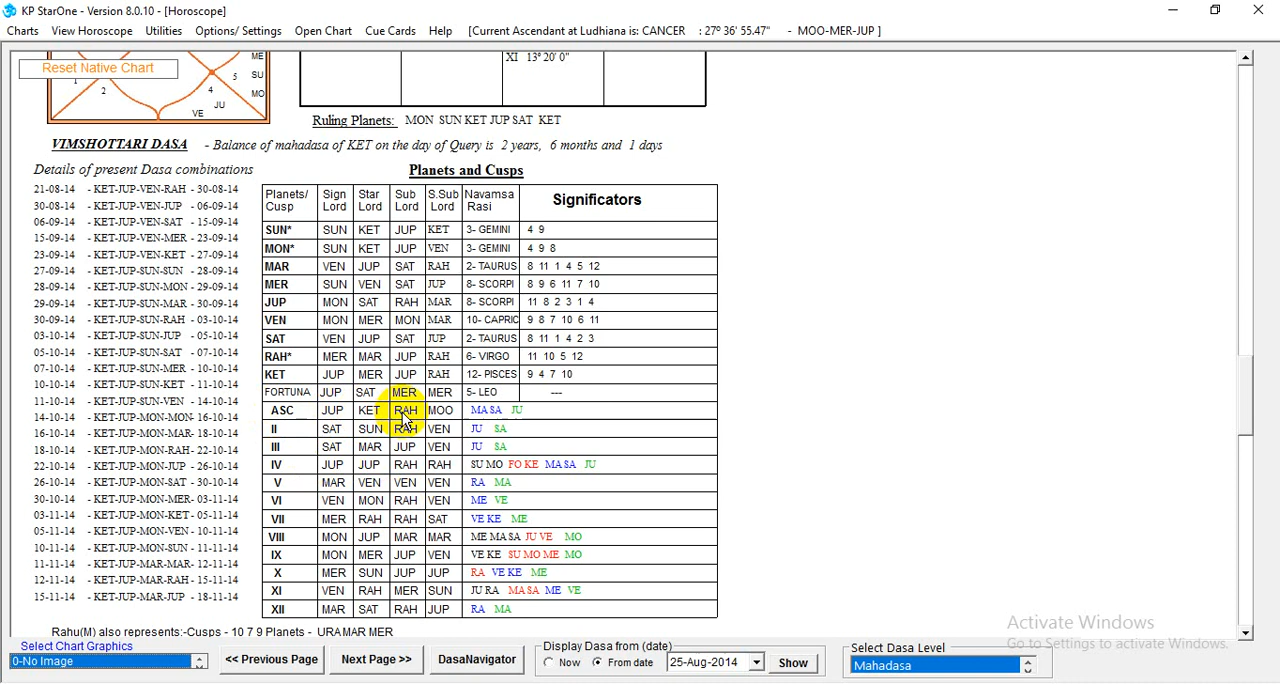 KP StarOne - Version 8.0.10 - [Horoscope]
Charts View Horoscope Utilities Options/ Settings Open Chart Cue Cards Help [Current Ascendant at Ludhiana is: CANCER : 27° 36' 55.47" - MOO-MER-JUP ]
Reset Native Chart
1 2 4 5
ME
SU
MO
JU
VE
XI 13° 20' 0"
Ruling Planets: MON SUN KET JUP SAT KET
VIMSHOTTARI DASA - Balance of mahadasa of KET on the day of Query is 2 years, 6 months and 1 days
Details of present Dasa combinations
21-08-14 - KET-JUP-VEN-RAH - 30-08-14
30-08-14 - KET-JUP-VEN-JUP - 06-09-14
06-09-14 - KET-JUP-VEN-SAT - 15-09-14
15-09-14 - KET-JUP-VEN-MER - 23-09-14
23-09-14 - KET-JUP-VEN-KET - 27-09-14
27-09-14 - KET-JUP-SUN-SUN - 28-09-14
28-09-14 - KET-JUP-SUN-MON - 29-09-14
29-09-14 - KET-JUP-SUN-MAR - 30-09-14
30-09-14 - KET-JUP-SUN-RAH - 03-10-14
03-10-14 - KET-JUP-SUN-JUP - 05-10-14
05-10-14 - KET-JUP-SUN-SAT - 07-10-14
07-10-14 - KET-JUP-SUN-MER - 10-10-14
10-10-14 - KET-JUP-SUN-KET - 11-10-14
11-10-14 - KET-JUP-SUN-VEN - 14-10-14
14-10-14 - KET-JUP-MON-MON- 16-10-14
16-10-14 - KET-JUP-MON-MAR- 18-10-14
18-10-14 - KET-JUP-MON-RAH- 22-10-14
22-10-14 - KET-JUP-MON-JUP - 26-10-14
26-10-14 - KET-JUP-MON-SAT - 30-10-14
30-10-14 - KET-JUP-MON-MER- 03-11-14
03-11-14 - KET-JUP-MON-KET - 05-11-14
05-11-14 - KET-JUP-MON-VEN - 10-11-14
10-11-14 - KET-JUP-MON-SUN - 11-11-14
11-11-14 - KET-JUP-MAR-MAR- 12-11-14
12-11-14 - KET-JUP-MAR-RAH - 15-11-14
15-11-14 - KET-JUP-MAR-JUP - 18-11-14
Planets and Cusps
Planets/ Cusp Sign Lord Star Lord Sub Lord S.Sub Lord Navamsa Rasi Significators
SUN* SUN KET JUP KET 3- GEMINI 4 9
MON* SUN KET JUP VEN 3- GEMINI 4 9 8
MAR VEN JUP SAT RAH 2- TAURUS 8 11 1 4 5 12
MER SUN VEN SAT JUP 8- SCORPI 8 9 6 11 7 10
JUP MON SAT RAH MAR 8- SCORPI 11 8 2 3 1 4
VEN MON MER MON MAR 10- CAPRIC 9 8 7 10 6 11
SAT VEN JUP SAT JUP 2- TAURUS 8 11 1 4 2 3
RAH* MER MAR JUP RAH 6- VIRGO 11 10 5 12
KET JUP MER JUP RAH 12- PISCES 9 4 7 10
FORTUNA JUP SAT MER MER 5- LEO ---
ASC JUP KET RAH MOO MA SA JU
II SAT SUN RAH VEN JU SA
III SAT MAR JUP VEN JU SA
IV JUP JUP RAH RAH SU MO FO KE MA SA JU
V MAR VEN VEN VEN RA MA
VI VEN MON RAH VEN ME VE
VII MER RAH RAH SAT VE KE ME
VIII MON JUP MAR MAR ME MA SA JU VE MO
IX MON MER JUP VEN VE KE SU MO ME MO
X MER SUN JUP JUP RA VE KE ME
XI VEN RAH MER SUN JU RA MA SA ME VE
XII MAR SAT RAH JUP RA MA
Rahu(M) also represents:-Cusps - 10 7 9 Planets - URA MAR MER
Activate Windows
Go to Settings to activate Windows.
Select Chart Graphics
0-No Image
<< Previous Page
Next Page >>
DasaNavigator
Display Dasa from (date)
Now From date 25-Aug-2014 Show
Select Dasa Level
Mahadasa